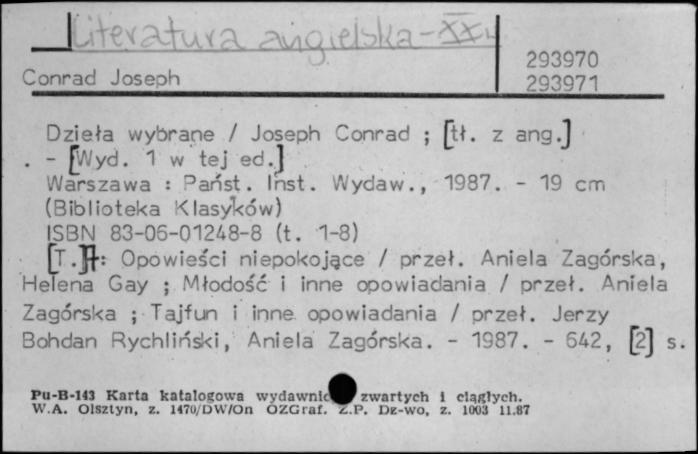 Literatura angielska - XX w.
293970
Conrad Joseph
293971
Dzieła wybrane / Joseph Conrad ; [tł. z ang.]
. - [Wyd. 1 w tej ed.]
Warszawa : Państ. Inst. Wydaw., 1987. - 19 cm
(Biblioteka Klasyków)
ISBN 83-06-01248-8 (t. 1-8)
[T.] 1: Opowieści niepokojące / przeł. Aniela Zagórska,
Helena Gay ; Młodość i inne opowiadania / przeł. Aniela
Zagórska ; Tajfun i inne opowiadania / przeł. Jerzy
Bohdan Rychliński, Aniela Zagórska. - 1987. - 642, [2] s.
Pu-B-143 Karta katalogowa wydawnic zwartych i ciągłych.
W.A. Olsztyn, z. 1470/DW/On OZGraf. Z.P. Dz-wo, z. 1003 11.87